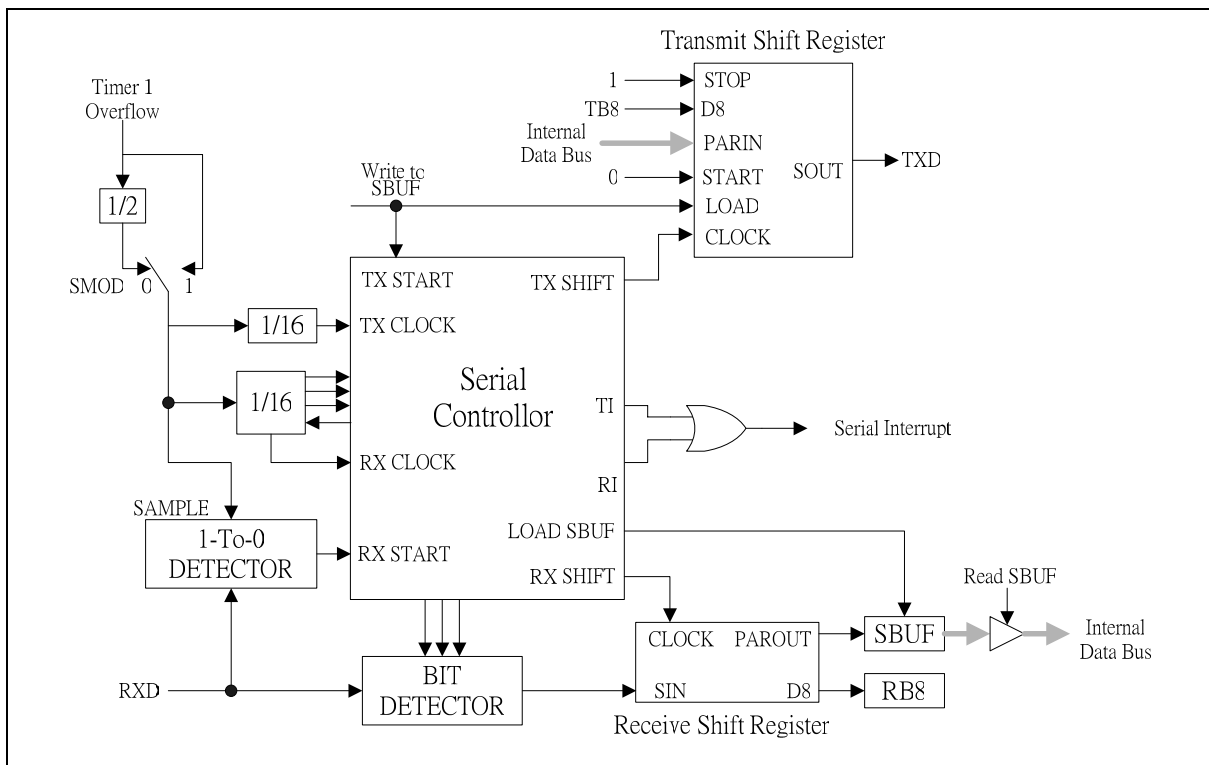 Transmit Shift Register
Timer 1
Overflow
1/2
SMOD 0 1
1 STOP
TB8 D8
Internal
Data Bus
PARIN
0 START
LOAD
CLOCK
SOUT
TXD
Write to
SBUF
TX START
TX SHIFT
1/16
TX CLOCK
1/16
Serial
Controllor
TI
Serial Interrupt
RX CLOCK
RI
SAMPLE
1-To-0
DETECTOR
RX START
LOAD SBUF
RX SHIFT
Read SBUF
CLOCK PAROUT
SBUF
Internal
Data Bus
RXD
BIT
DETECTOR
SIN D8
RB8
Receive Shift Register